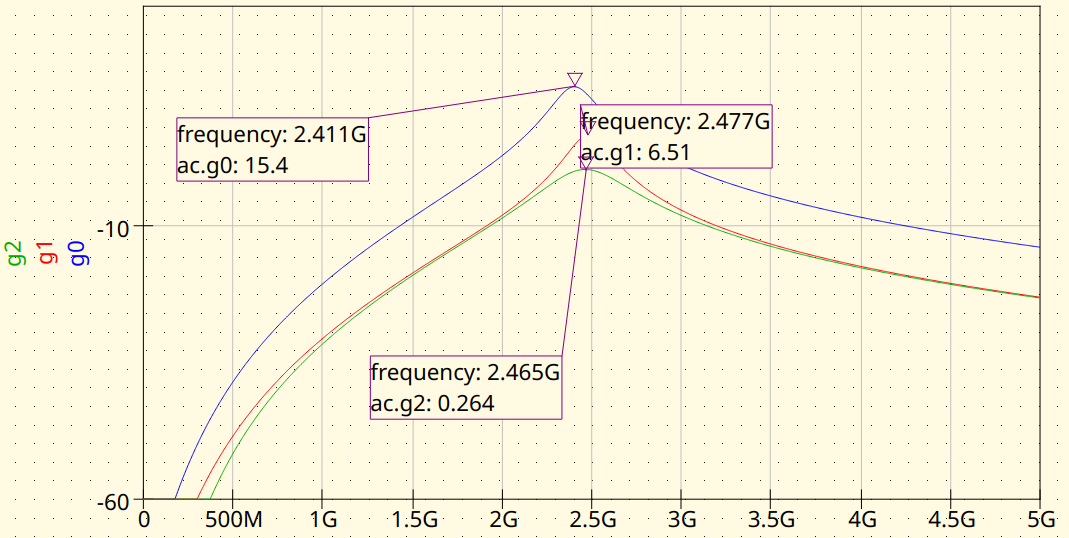 frequency: 2.411G
ac.g0: 15.4
frequency: 2.477G
ac.g1: 6.51
-10
g2
g1
g0
frequency: 2.465G
ac.g2: 0.264
-60
0 500M 1G 1.5G 2G 2.5G 3G 3.5G 4G 4.5G 5G